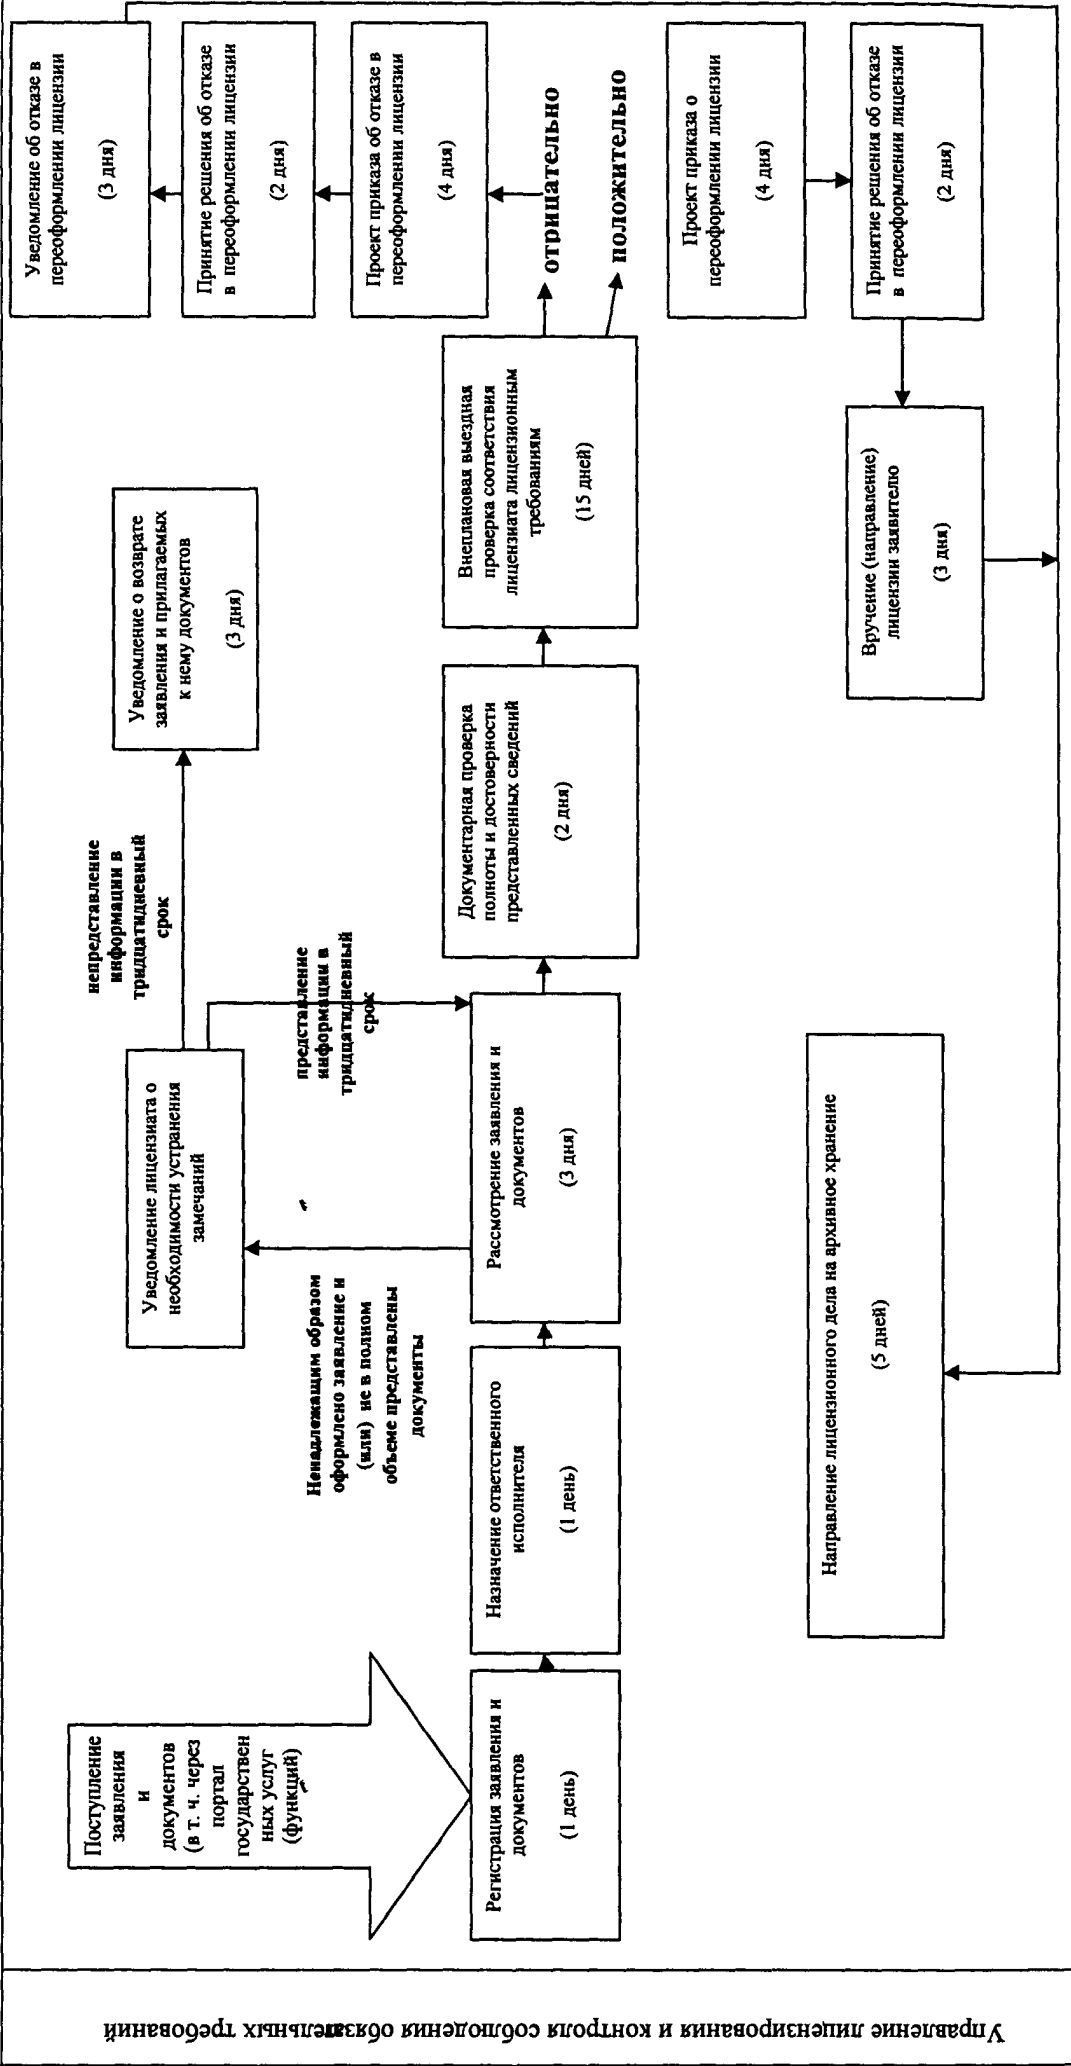 Управление лицензирования и контроля соблюдения обязательных требований
Поступление
заявления
и
документов
(в т. ч. через
портал
государствен
ных услуг
(функций)
Регистрация заявления и
документов
(1 день)
Назначение ответственного
исполнителя
(1 день)
Рассмотрение заявления и
документов
(3 дня)
Ненадлежащим образом
оформлено заявление и
(или) не в полном
объеме представлены
документы
Уведомление лицензиата о
необходимости устранения
замечаний
представление
информации в
тридцатидневный
срок
непредставление
информации в
тридцатидневный
срок
Уведомление о возврате
заявления и прилагаемых
к нему документов
(3 дня)
Документарная проверка
полноты и достоверности
представленных сведений
(2 дня)
Внеплановая выездная
проверка соответствия
лицензиата лицензионным
требованиям
(15 дней)
отрицательно
положительно
Проект приказа об отказе в
переоформлении лицензии
(4 дня)
Принятие решения об отказе
в переоформлении лицензии
(2 дня)
Уведомление об отказе в
переоформлении лицензии
(3 дня)
Проект приказа о
переоформлении лицензии
(4 дня)
Принятие решения об отказе
в переоформлении лицензии
(2 дня)
Вручение (направление)
лицензии заявителю
(3 дня)
Направление лицензионного дела на архивное хранение
(5 дней)